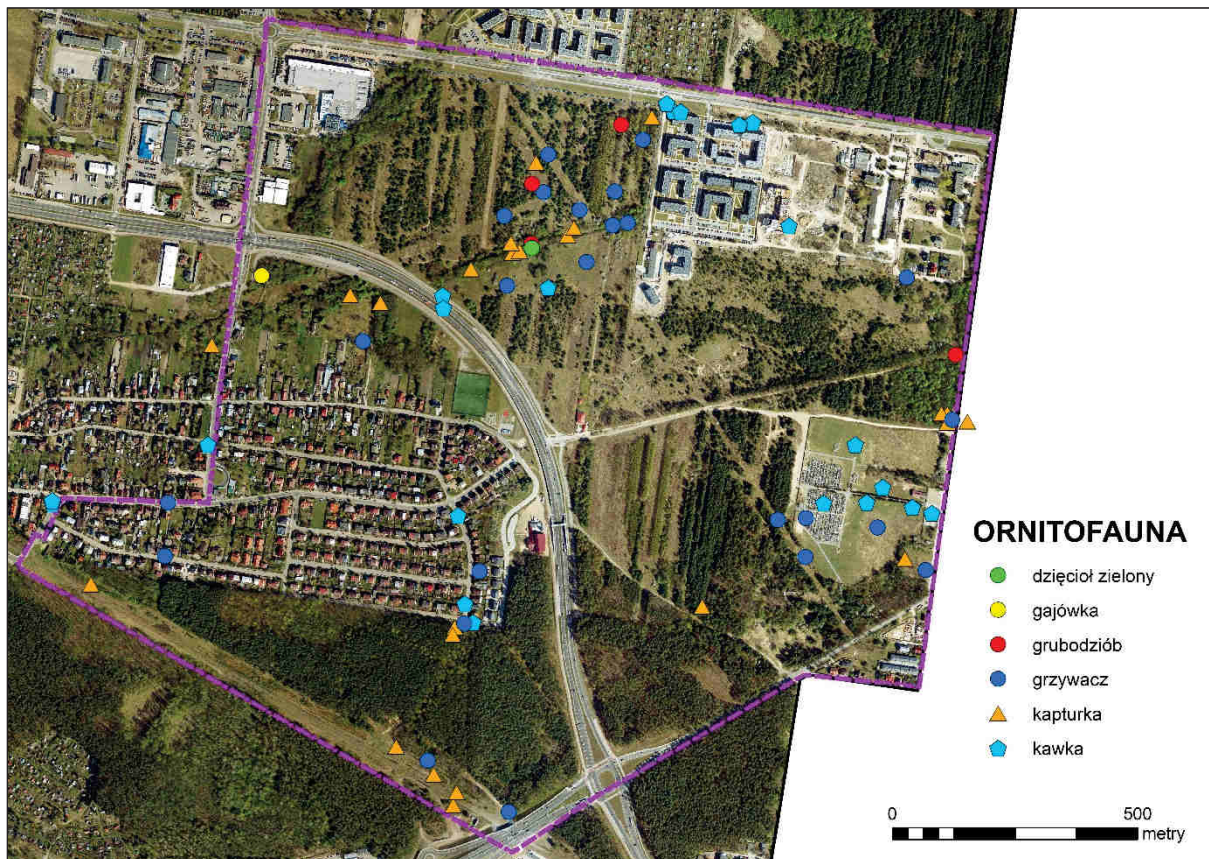 ORNITOFAUNA
dzięcioł zielony
gajówka
grubodziób
grzywacz
kapturka
kawka
0 500
metry